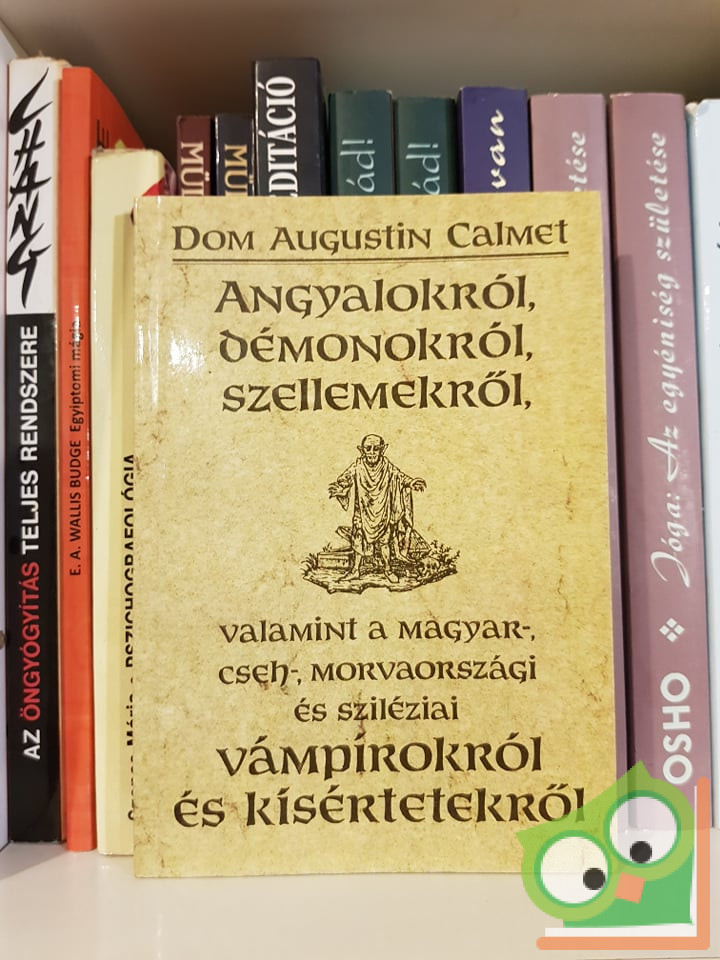 DOM AUGUSTIN CALMET
ANGYALOKRÓL,
DÉMONOKRÓL,
SZELLEMEKRŐL,
VALAMINT A MAGYAR-,
CSEH-, MORVAORSZÁGI
ÉS SZILÉZIAI
VÁMPÍROKRÓL
ÉS KÍSÉRTETEKRŐL
AZ ÖNGYÓGYÍTÁS TELJES RENDSZERE
E. A. WALLIS BUDGE Egyiptomi mágia
PSZICHOGRAFOLÓGIA
OSHO Jóga: Az egyéniség születése